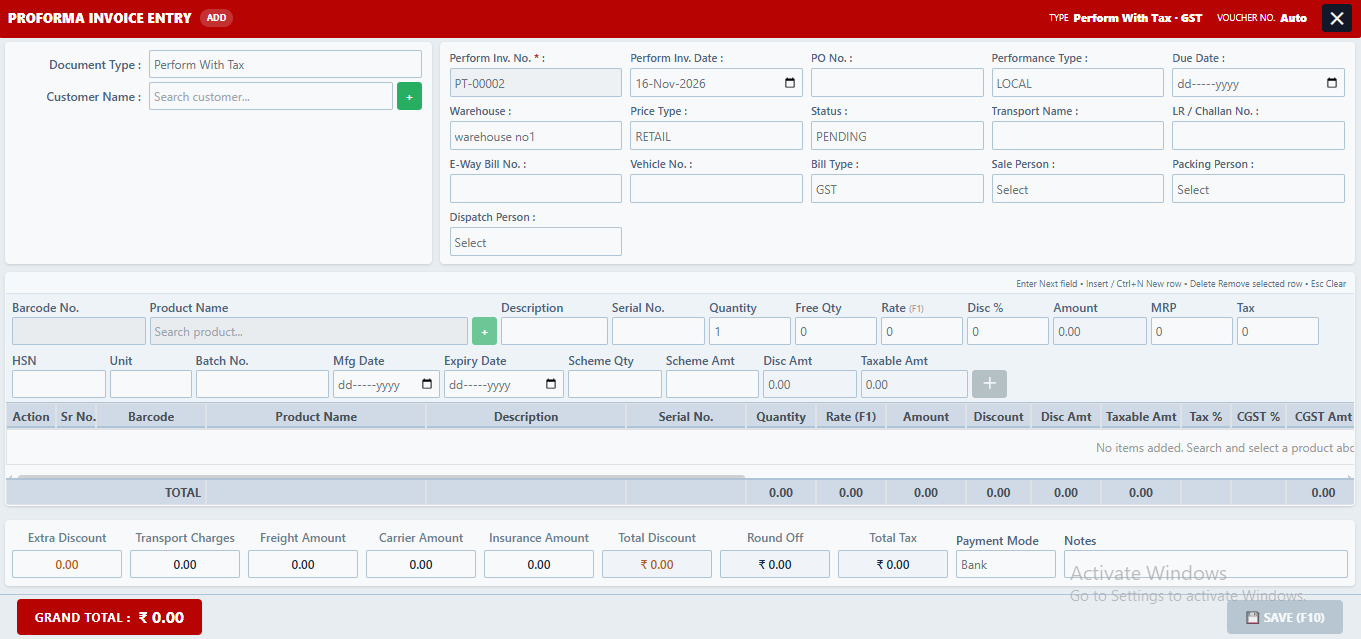 PROFORMA INVOICE ENTRY ADD TYPE Perform With Tax - GST VOUCHER NO. Auto
Document Type : Perform With Tax
Customer Name : Search customer... +
Perform Inv. No. * : Perform Inv. Date : PO No. : Performance Type : Due Date :
PT-00002 16-Nov-2026 LOCAL dd-----yyyy
Warehouse : Price Type : Status : Transport Name : LR / Challan No. :
warehouse no1 RETAIL PENDING
E-Way Bill No. : Vehicle No. : Bill Type : Sale Person : Packing Person :
GST Select Select
Dispatch Person :
Select
Enter Next field • Insert / Ctrl+N New row • Delete Remove selected row • Esc Clear
Barcode No. Product Name Description Serial No. Quantity Free Qty Rate (F1) Disc % Amount MRP Tax
Search product... + 1 0 0 0 0.00 0 0
HSN Unit Batch No. Mfg Date Expiry Date Scheme Qty Scheme Amt Disc Amt Taxable Amt
dd-----yyyy dd-----yyyy 0.00 0.00 +
Action Sr No. Barcode Product Name Description Serial No. Quantity Rate (F1) Amount Discount Disc Amt Taxable Amt Tax % CGST % CGST Amt
No items added. Search and select a product abo
TOTAL 0.00 0.00 0.00 0.00 0.00 0.00 0.00
Extra Discount Transport Charges Freight Amount Carrier Amount Insurance Amount Total Discount Round Off Total Tax Payment Mode Notes
0.00 0.00 0.00 0.00 0.00 ₹ 0.00 ₹ 0.00 ₹ 0.00 Bank
Activate Windows
Go to Settings to activate Windows.
GRAND TOTAL : ₹ 0.00 SAVE (F10)